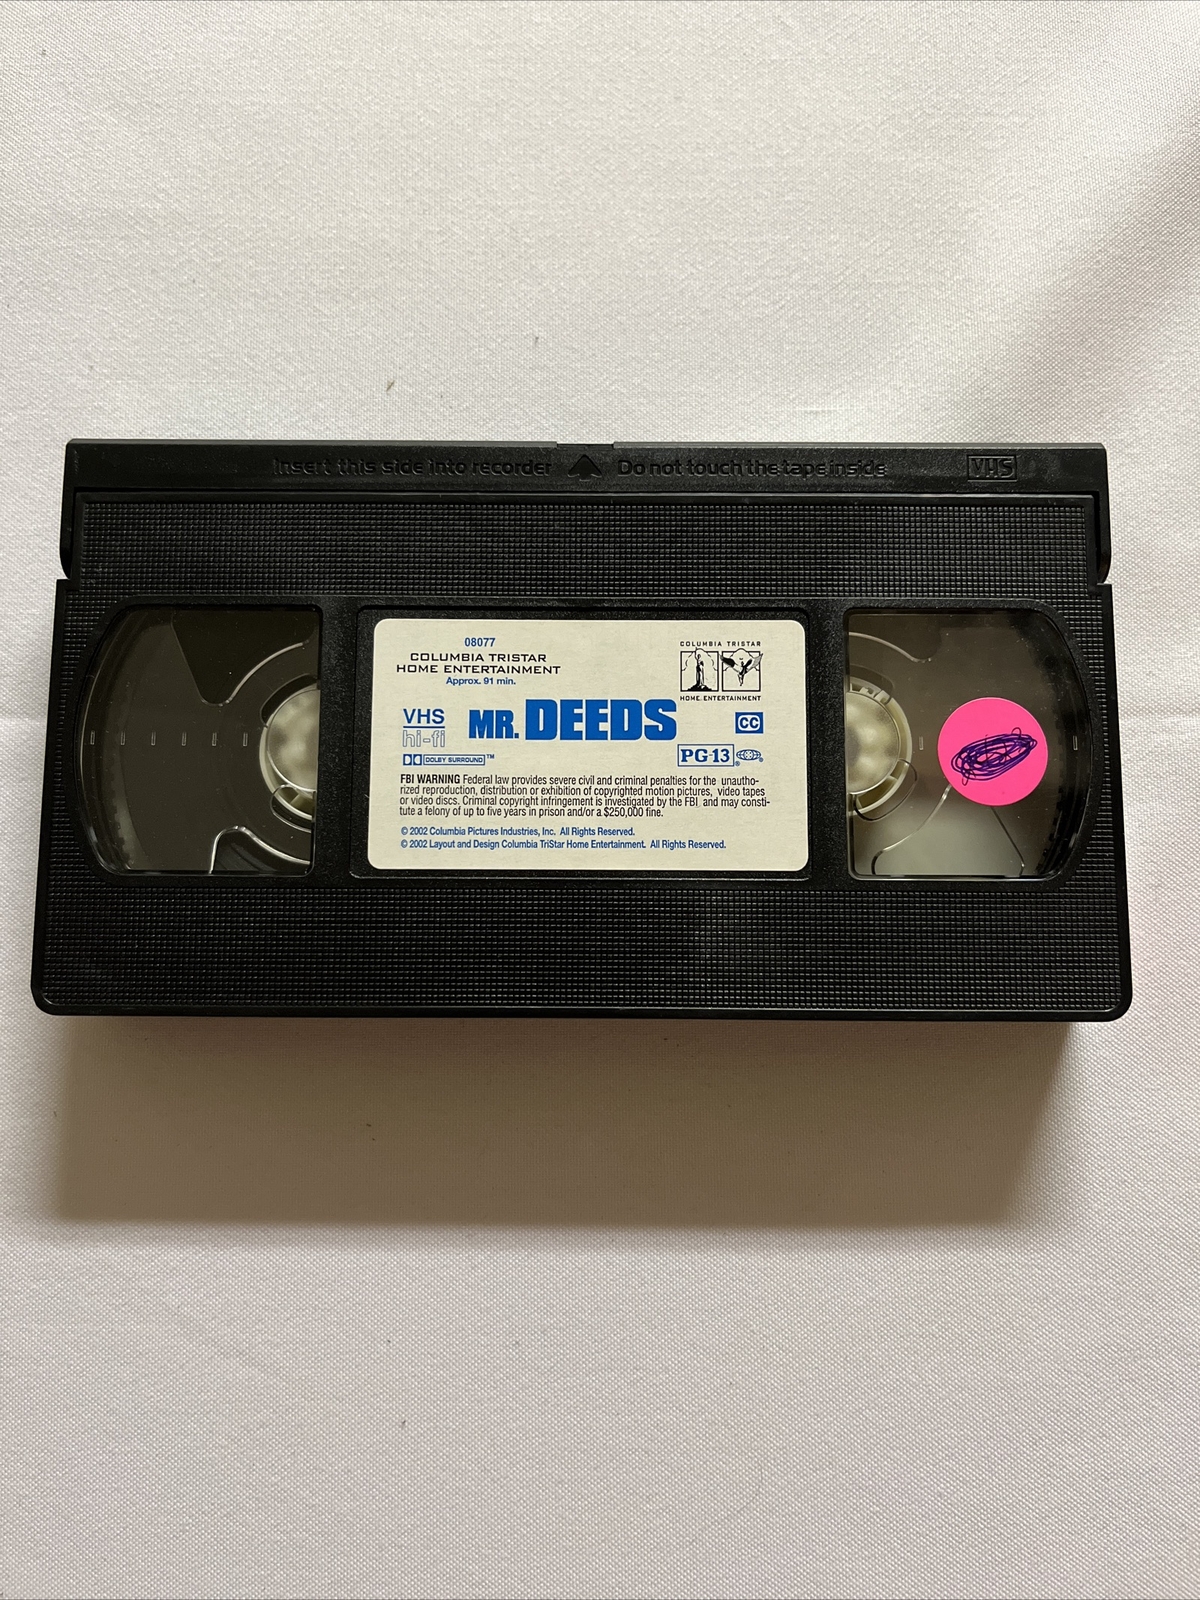 Insert this side into recorder Do not touch the tape inside VHS
08077
COLUMBIA TRISTAR
HOME ENTERTAINMENT
Approx. 91 min.
COLUMBIA TRISTAR
HOME ENTERTAINMENT
VHS
hi-fi
DOLBY SURROUND™
MR. DEEDS
CC
PG-13®
FBI WARNING Federal law provides severe civil and criminal penalties for the unautho-
rized reproduction, distribution or exhibition of copyrighted motion pictures, video tapes
or video discs. Criminal copyright infringement is investigated by the FBI and may consti-
tute a felony of up to five years in prison and/or a $250,000 fine.
© 2002 Columbia Pictures Industries, Inc. All Rights Reserved.
© 2002 Layout and Design Columbia TriStar Home Entertainment. All Rights Reserved.